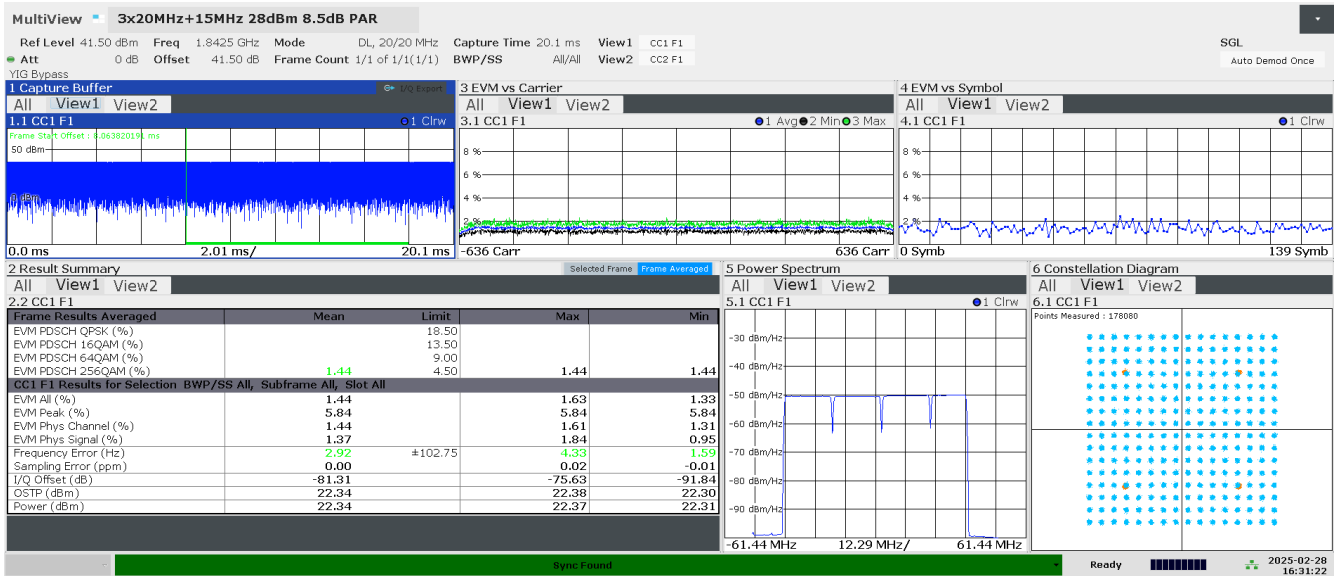 MultiView 3x20MHz+15MHz 28dBm 8.5dB PAR
Ref Level 41.50 dBm Freq 1.8425 GHz Mode DL, 20/20 MHz Capture Time 20.1 ms View1 CC1 F1 SGL
Att 0 dB Offset 41.50 dB Frame Count 1/1 of 1/1(1/1) BWP/SS All/All View2 CC2 F1 Auto Demod Once
YIG Bypass
1 Capture Buffer I/Q Export
All View1 View2
1.1 CC1 F1 1 Clrw
50 dBm
0.0 ms 2.01 ms/ 20.1 ms
3 EVM vs Carrier
All View1 View2
3.1 CC1 F1 1 Avg 2 Min 3 Max
8 %
6 %
4 %
2 %
-636 Carr 636 Carr
4 EVM vs Symbol
All View1 View2
4.1 CC1 F1 1 Clrw
8 %
6 %
4 %
2 %
0 Symb 139 Symb
2 Result Summary Selected Frame Frame Averaged
All View1 View2
2.2 CC1 F1
Frame Results Averaged Mean Limit Max Min
EVM PDSCH QPSK (%) 18.50
EVM PDSCH 16QAM (%) 13.50
EVM PDSCH 64QAM (%) 9.00
EVM PDSCH 256QAM (%) 1.44 4.50 1.44 1.44
CC1 F1 Results for Selection BWP/SS All, Subframe All, Slot All
EVM All (%) 1.44 1.63 1.33
EVM Peak (%) 5.84 5.84 5.84
EVM Phys Channel (%) 1.44 1.61 1.31
EVM Phys Signal (%) 1.37 1.84 0.95
Frequency Error (Hz) 2.92 ±102.75 4.33 1.59
Sampling Error (ppm) 0.00 0.02 -0.01
I/Q Offset (dB) -81.31 -75.63 -91.84
OSTP (dBm) 22.34 22.38 22.30
Power (dBm) 22.34 22.37 22.31
5 Power Spectrum
All View1 View2
5.1 CC1 F1 1 Clrw
-30 dBm/Hz
-40 dBm/Hz
-50 dBm/Hz
-60 dBm/Hz
-70 dBm/Hz
-80 dBm/Hz
-90 dBm/Hz
-61.44 MHz 12.29 MHz/ 61.44 MHz
6 Constellation Diagram
All View1 View2
6.1 CC1 F1
Points Measured : 178080
Sync Found Ready 2025-02-28
16:31:22